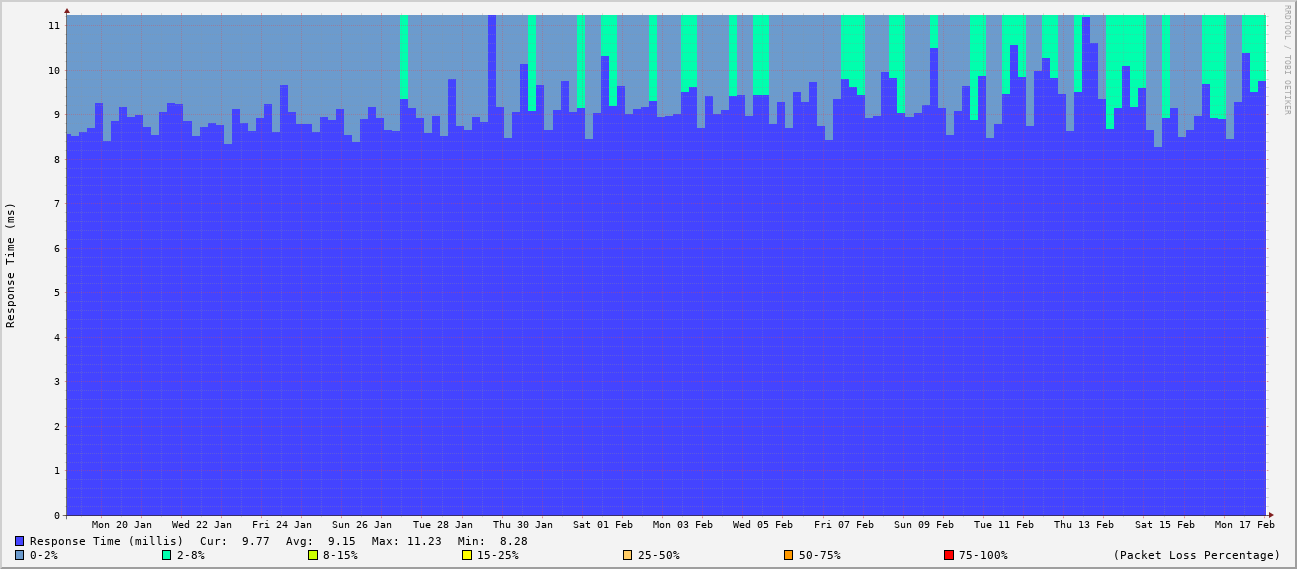 RRDTOOL / TOBI OETIKER
Response Time (ms)
11
10
9
8
7
6
5
4
3
2
1
0
Mon 20 Jan Wed 22 Jan Fri 24 Jan Sun 26 Jan Tue 28 Jan Thu 30 Jan Sat 01 Feb Mon 03 Feb Wed 05 Feb Fri 07 Feb Sun 09 Feb Tue 11 Feb Thu 13 Feb Sat 15 Feb Mon 17 Feb
Response Time (millis) Cur: 9.77 Avg: 9.15 Max: 11.23 Min: 8.28
0-2% 2-8% 8-15% 15-25% 25-50% 50-75% 75-100% (Packet Loss Percentage)